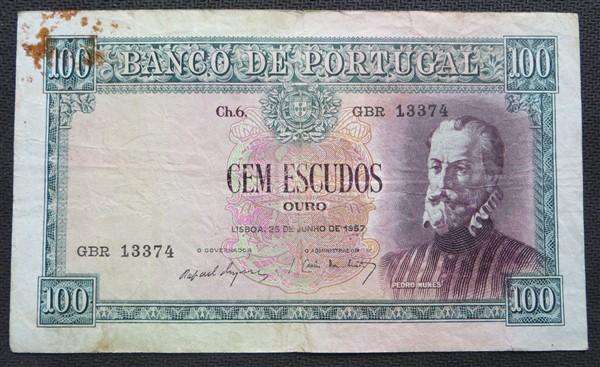 100 BANCO DE PORTUGAL 100
Ch.6. GBR 13374
CEM ESCUDOS
OURO
LISBOA, 25 DE JUNHO DE 1957
GBR 13374 O GOVERNADOR O ADMINISTRADOR
PEDRO NUNES
100 100